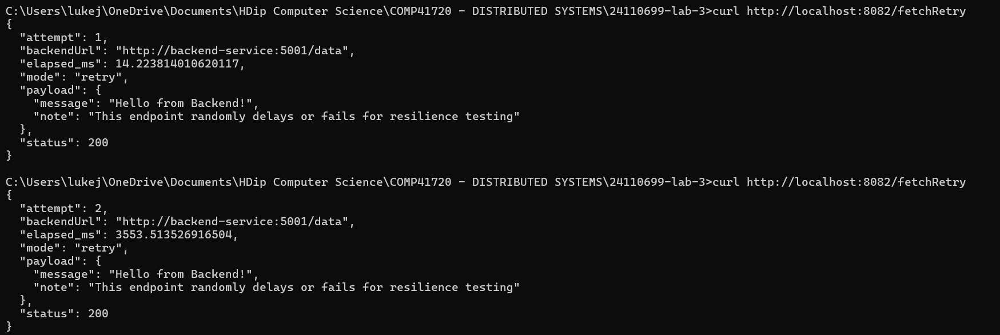 C:\Users\lukej\OneDrive\Documents\HDip Computer Science\COMP41720 - DISTRIBUTED SYSTEMS\24110699-lab-3>curl http://localhost:8082/fetchRetry
{
  "attempt": 1,
  "backendUrl": "http://backend-service:5001/data",
  "elapsed_ms": 14.223814010620117,
  "mode": "retry",
  "payload": {
    "message": "Hello from Backend!",
    "note": "This endpoint randomly delays or fails for resilience testing"
  },
  "status": 200
}

C:\Users\lukej\OneDrive\Documents\HDip Computer Science\COMP41720 - DISTRIBUTED SYSTEMS\24110699-lab-3>curl http://localhost:8082/fetchRetry
{
  "attempt": 2,
  "backendUrl": "http://backend-service:5001/data",
  "elapsed_ms": 3553.513526916504,
  "mode": "retry",
  "payload": {
    "message": "Hello from Backend!",
    "note": "This endpoint randomly delays or fails for resilience testing"
  },
  "status": 200
}